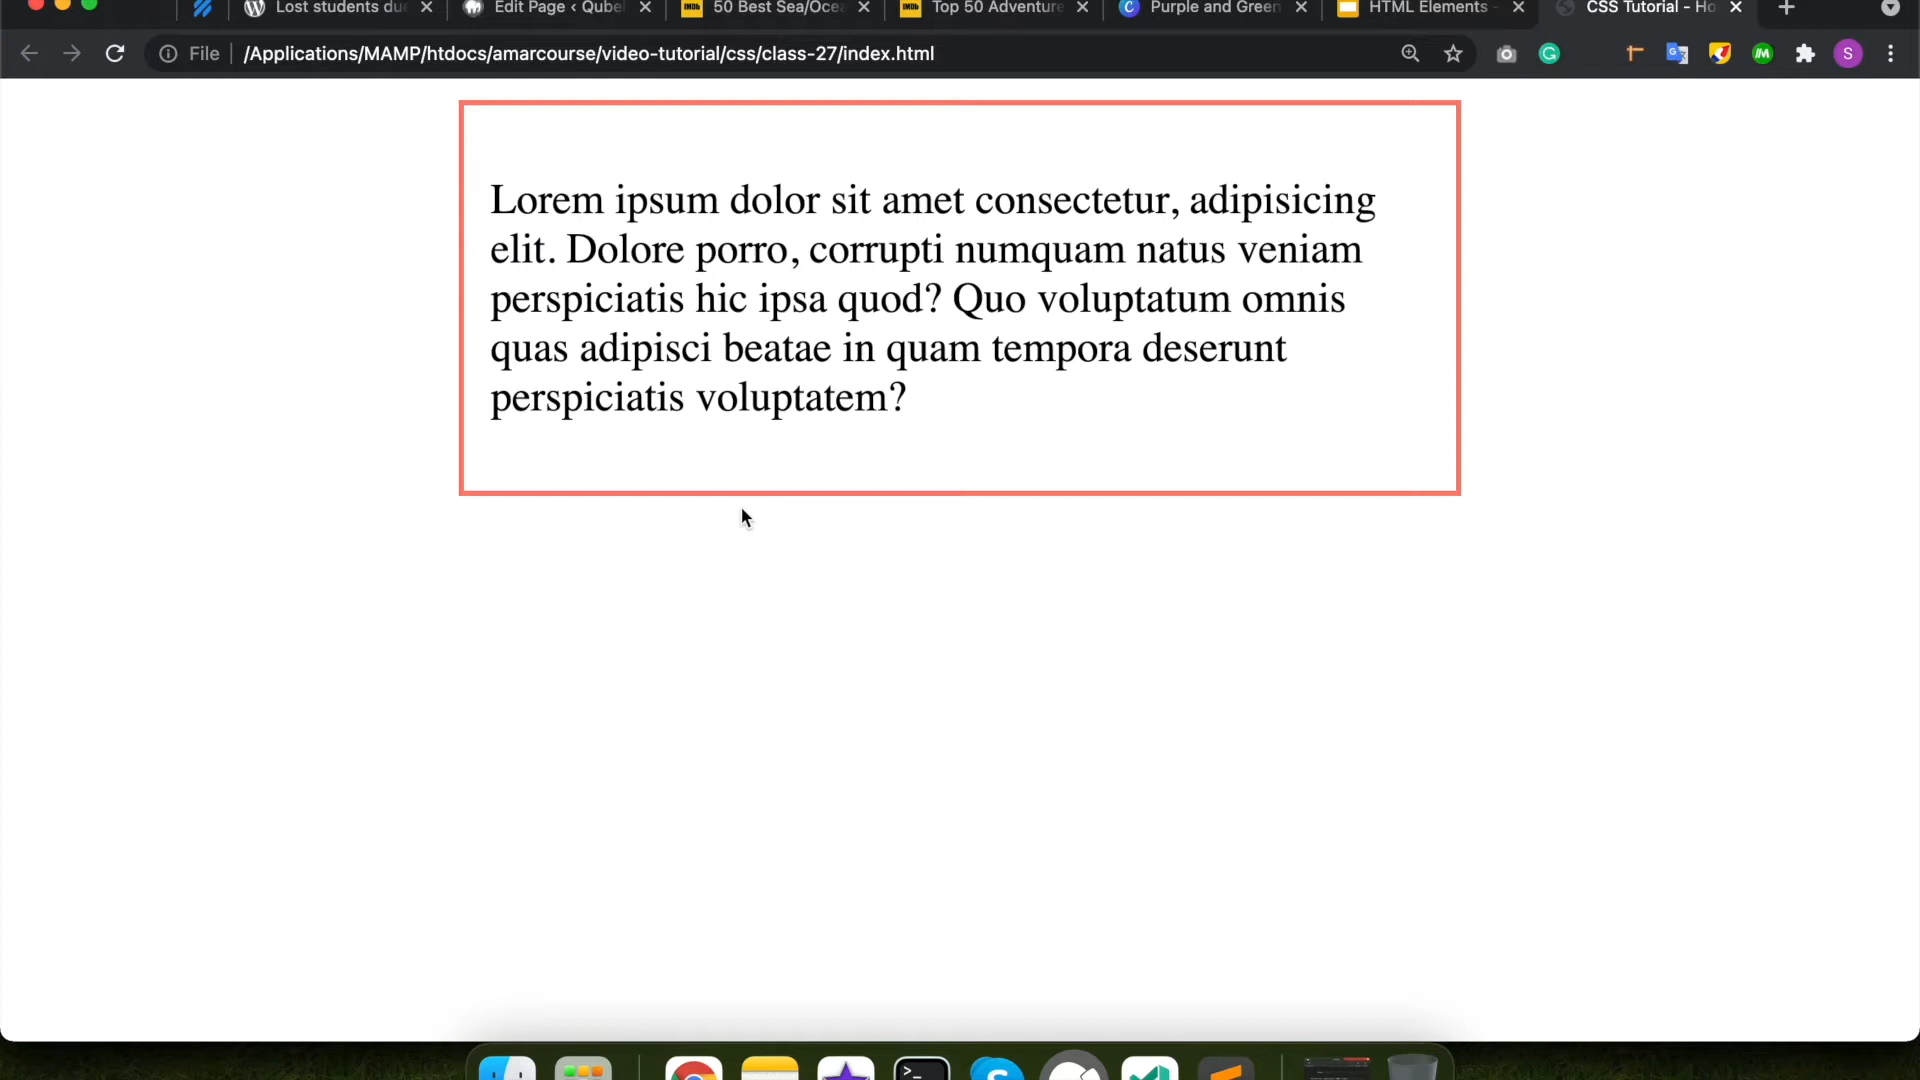 Lost students du
Edit Page ‹ Qube
50 Best Sea/Ocea
Top 50 Adventure
Purple and Green
HTML Elements -
CSS Tutorial - Ho
File
/Applications/MAMP/htdocs/amarcourse/video-tutorial/css/class-27/index.html
S
Lorem ipsum dolor sit amet consectetur, adipisicing
elit. Dolore porro, corrupti numquam natus veniam
perspiciatis hic ipsa quod? Quo voluptatum omnis
quas adipisci beatae in quam tempora deserunt
perspiciatis voluptatem?